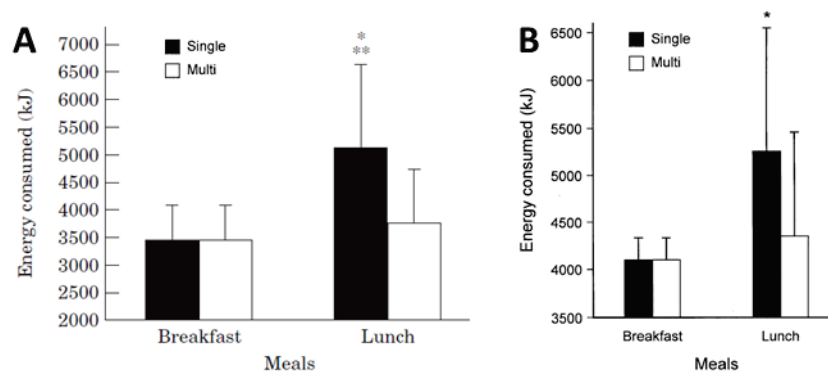 A
Energy consumed (kJ)
7000
6500
6000
5500
5000
4500
4000
3500
3000
2500
2000
Single
Multi
*
**
Breakfast
Lunch
Meals
B
Energy consumed (kJ)
6500
6000
5500
5000
4500
4000
3500
Single
Multi
*
Breakfast
Lunch
Meals